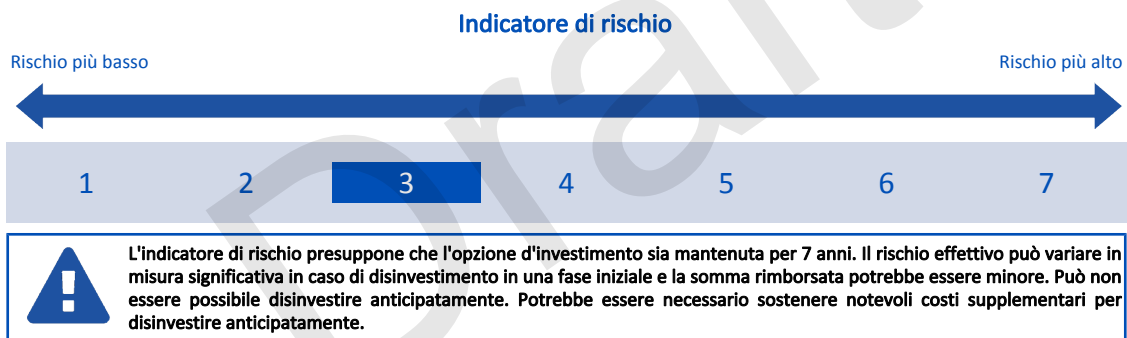 Indicatore di rischio
Rischio più basso Rischio più alto
1 2 3 4 5 6 7
L'indicatore di rischio presuppone che l'opzione d'investimento sia mantenuta per 7 anni. Il rischio effettivo può variare in
misura significativa in caso di disinvestimento in una fase iniziale e la somma rimborsata potrebbe essere minore. Può non
essere possibile disinvestire anticipatamente. Potrebbe essere necessario sostenere notevoli costi supplementari per
disinvestire anticipatamente.
Draft